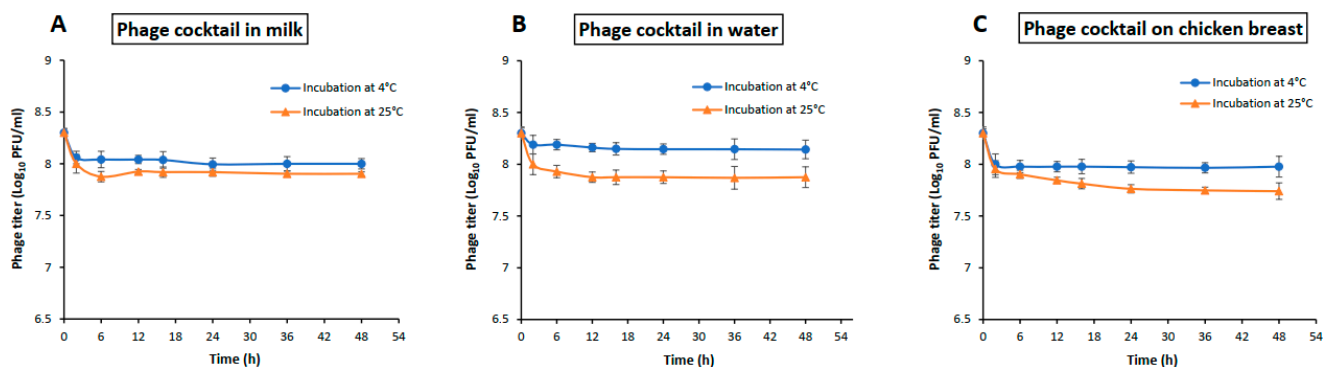 A
Phage cocktail in milk
Phage titer (Log₁₀ PFU/ml)
9
8.5
8
7.5
7
6.5
Incubation at 4°C
Incubation at 25°C
0 6 12 18 24 30 36 42 48 54
Time (h)
B
Phage cocktail in water
Phage titer (Log₁₀ PFU/ml)
9
8.5
8
7.5
7
6.5
Incubation at 4°C
Incubation at 25°C
0 6 12 18 24 30 36 42 48 54
Time (h)
C
Phage cocktail on chicken breast
Phage titer (Log₁₀ PFU/ml)
9
8.5
8
7.5
7
6.5
Incubation at 4°C
Incubation at 25°C
0 6 12 18 24 30 36 42 48 54
Time (h)